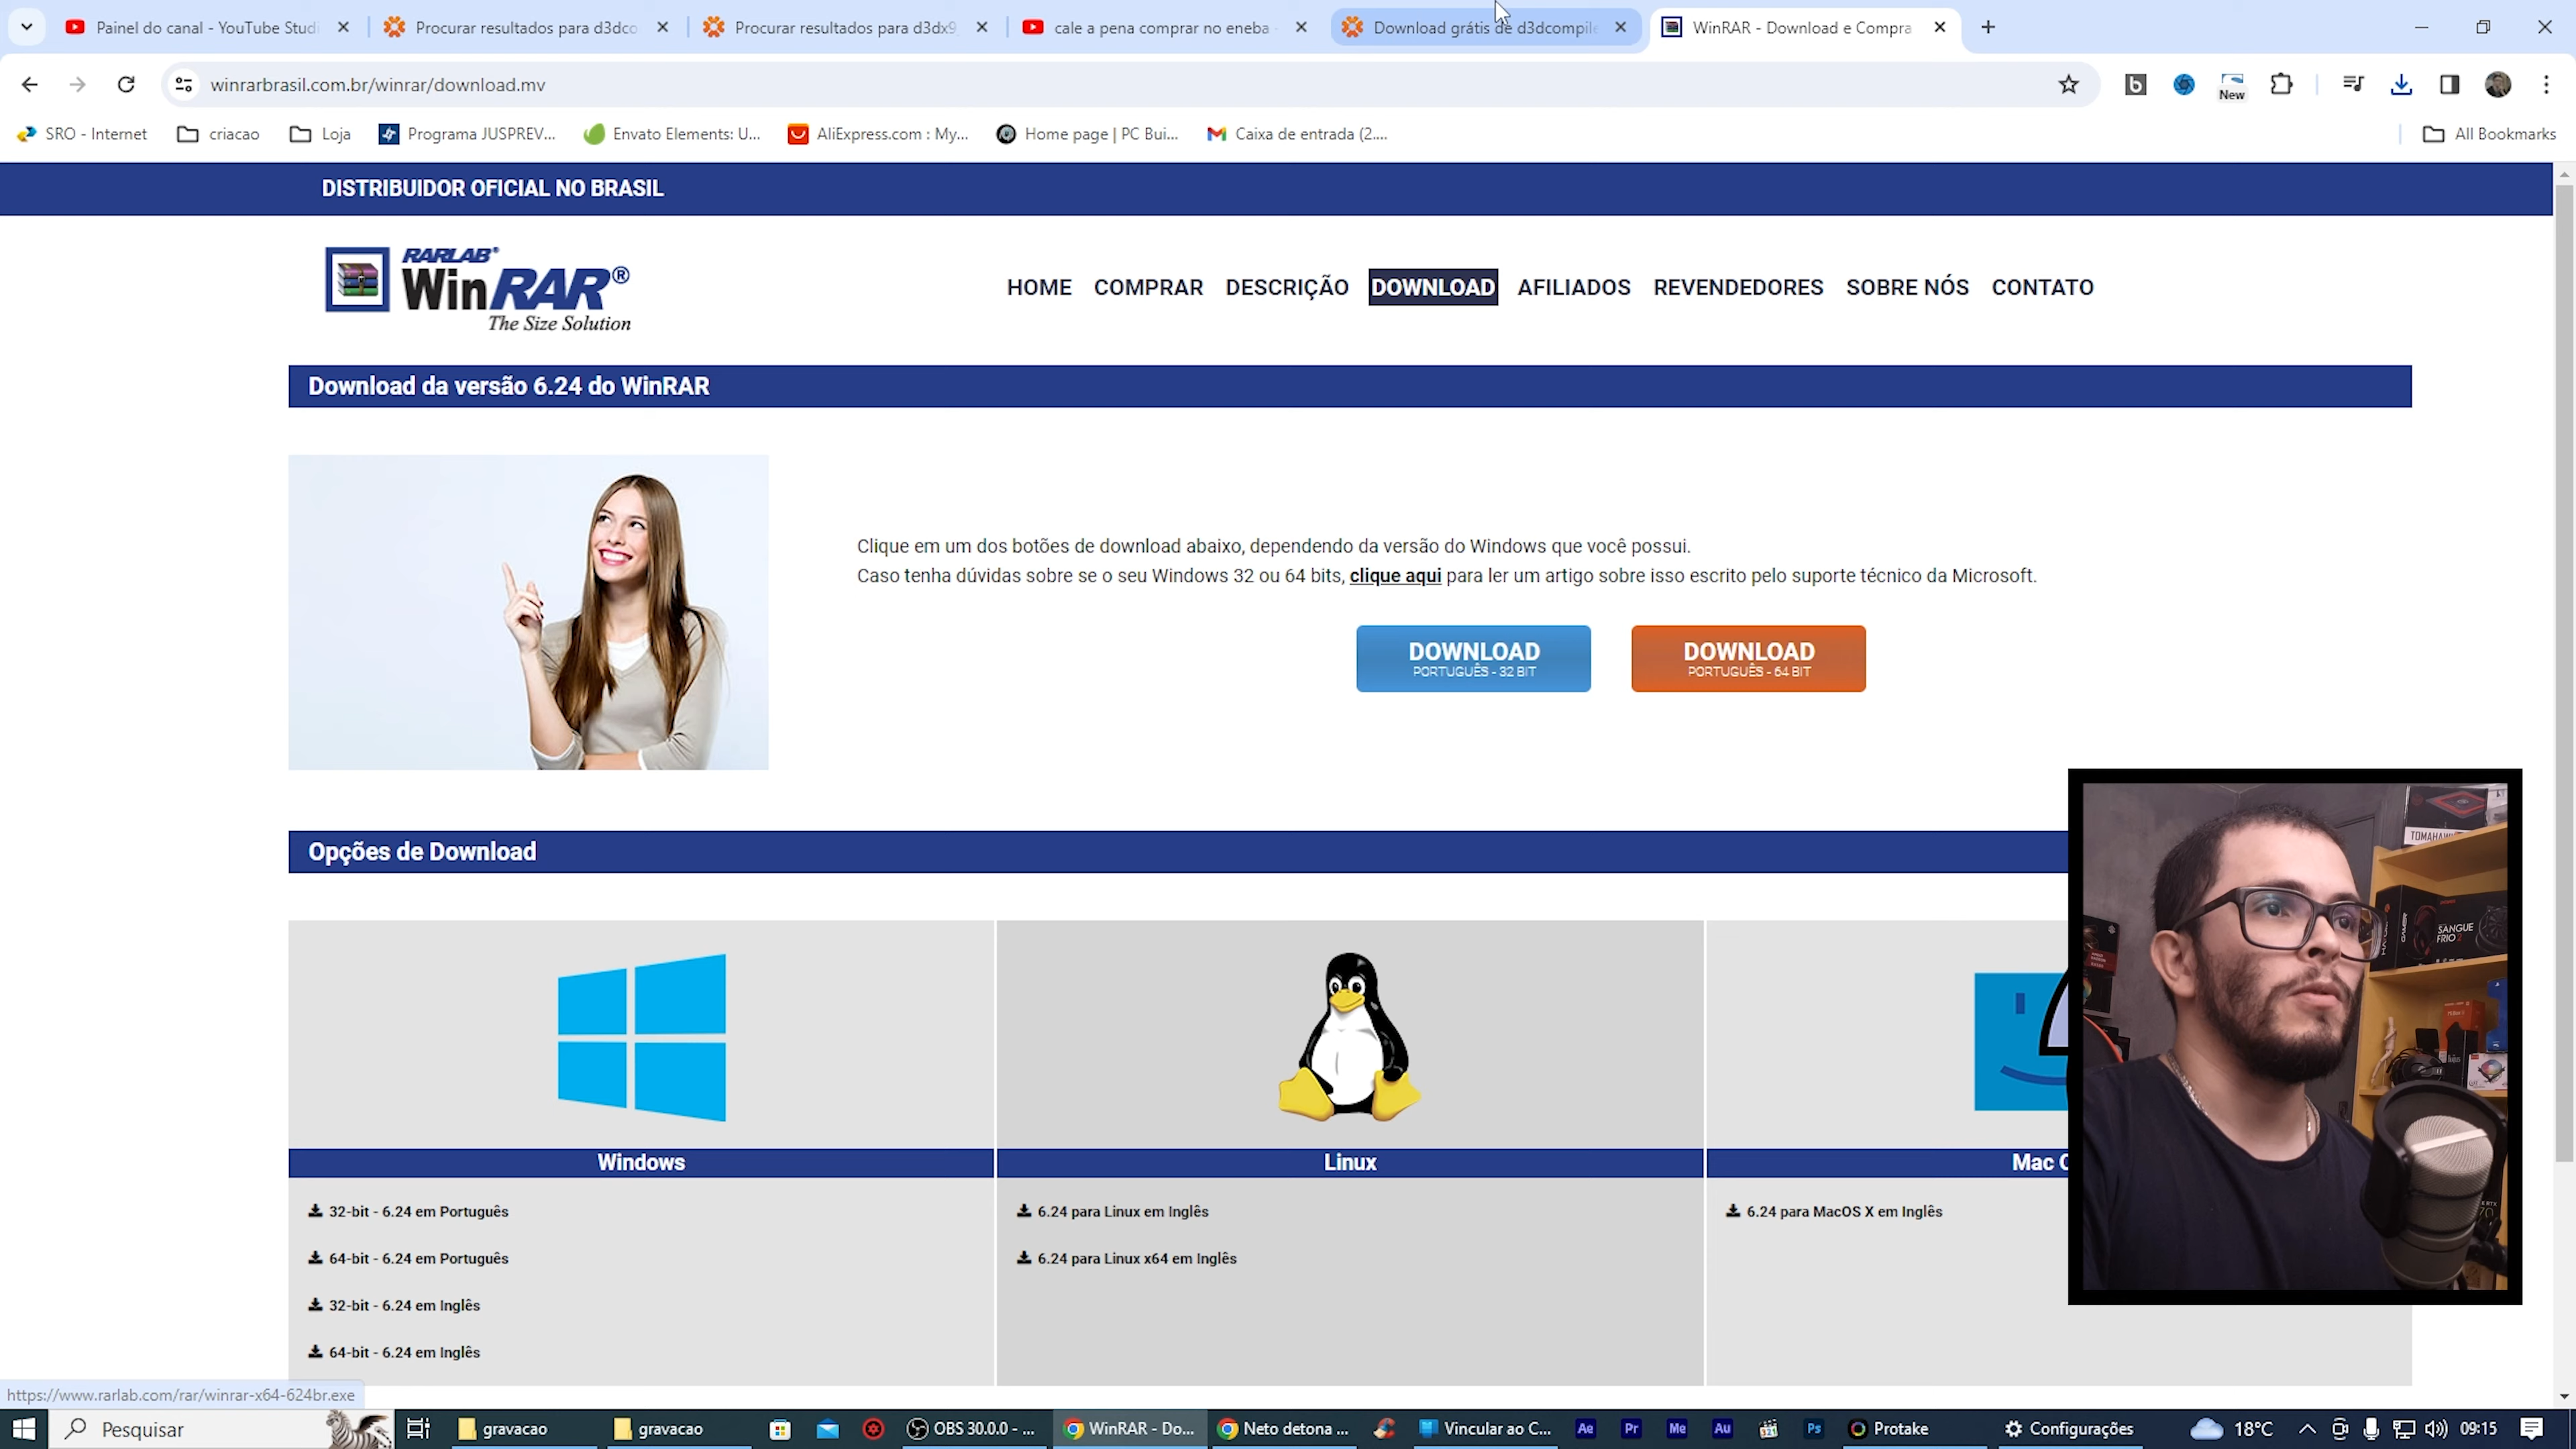 Painel do canal - YouTube Studi
Procurar resultados para d3dco
Procurar resultados para d3dx9
cale a pena comprar no eneba -
Download grátis de d3dcompile
WinRAR - Download e Compra
winrarbrasil.com.br/winrar/download.mv
New
SRO - Internet
criacao
Loja
Programa JUSPREV...
Envato Elements: U...
AliExpress.com : My...
Home page | PC Bui...
Caixa de entrada (2....
All Bookmarks
DISTRIBUIDOR OFICIAL NO BRASIL
RARLAB®
WinRAR®
The Size Solution
HOME COMPRAR DESCRIÇÃO DOWNLOAD AFILIADOS REVENDEDORES SOBRE NÓS CONTATO
Download da versão 6.24 do WinRAR
Clique em um dos botões de download abaixo, dependendo da versão do Windows que você possui.
Caso tenha dúvidas sobre se o seu Windows 32 ou 64 bits, clique aqui para ler um artigo sobre isso escrito pelo suporte técnico da Microsoft.
DOWNLOAD
PORTUGUÊS - 32 BIT
DOWNLOAD
PORTUGUÊS - 64 BIT
Opções de Download
Windows
Linux
Mac O
32-bit - 6.24 em Português
64-bit - 6.24 em Português
32-bit - 6.24 em Inglês
64-bit - 6.24 em Inglês
6.24 para Linux em Inglês
6.24 para Linux x64 em Inglês
6.24 para MacOS X em Inglês
TOMAHAWK
SANGUE
FRIO 2
GAMER
https://www.rarlab.com/rar/winrar-x64-624br.exe
Pesquisar
gravacao
gravacao
OBS 30.0.0 - ...
WinRAR - Do...
Neto detona ...
Vincular ao C...
Ae
Pr
Me
Au
Ps
Protake
Configurações
18°C
09:15